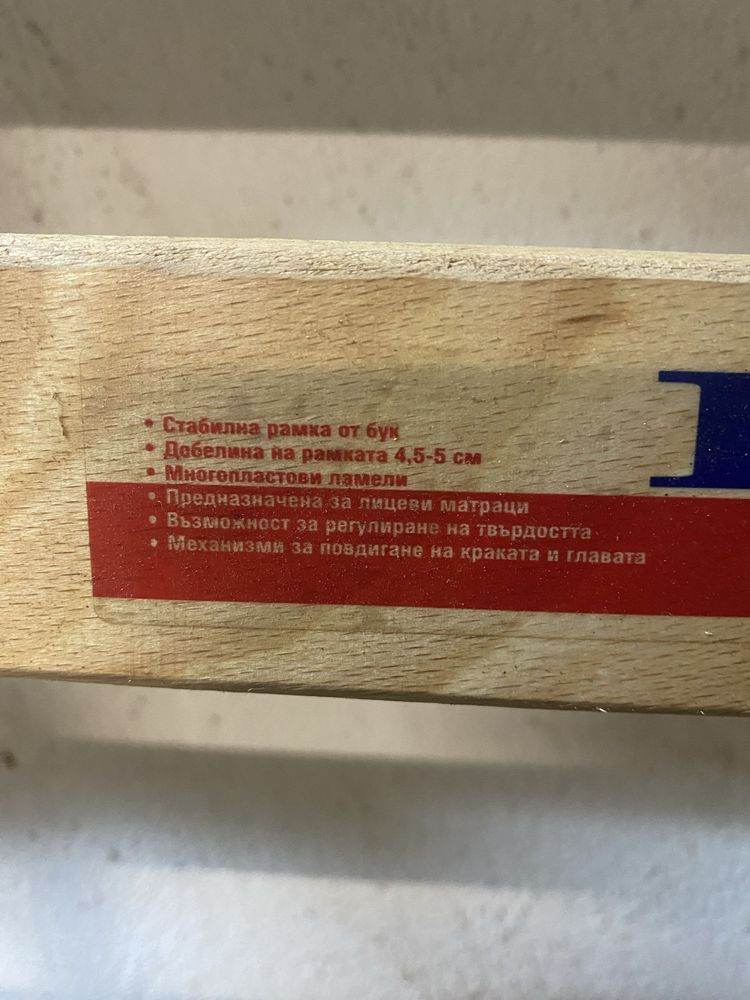 • Стабилна рамка от бук
• Дебелина на рамката 4,5-5 см
• Многопластови ламели
• Предназначена за лицеви матраци
• Възможност за регулиране на твърдостта
• Механизми за повдигане на краката и главата